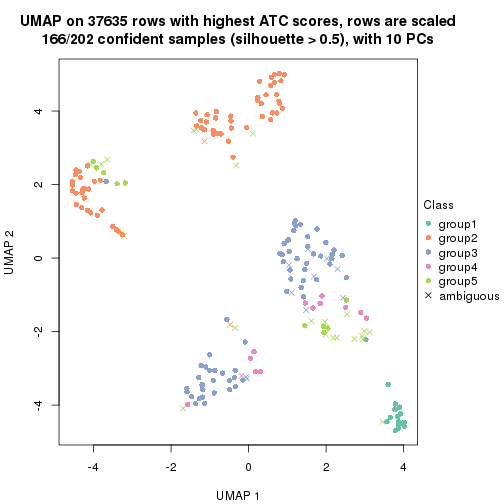 UMAP on 37635 rows with highest ATC scores, rows are scaled
166/202 confident samples (silhouette > 0.5), with 10 PCs
UMAP 2
4
2
0
-2
-4
-4
-2
0
2
4
UMAP 1
Class
group1
group2
group3
group4
group5
ambiguous